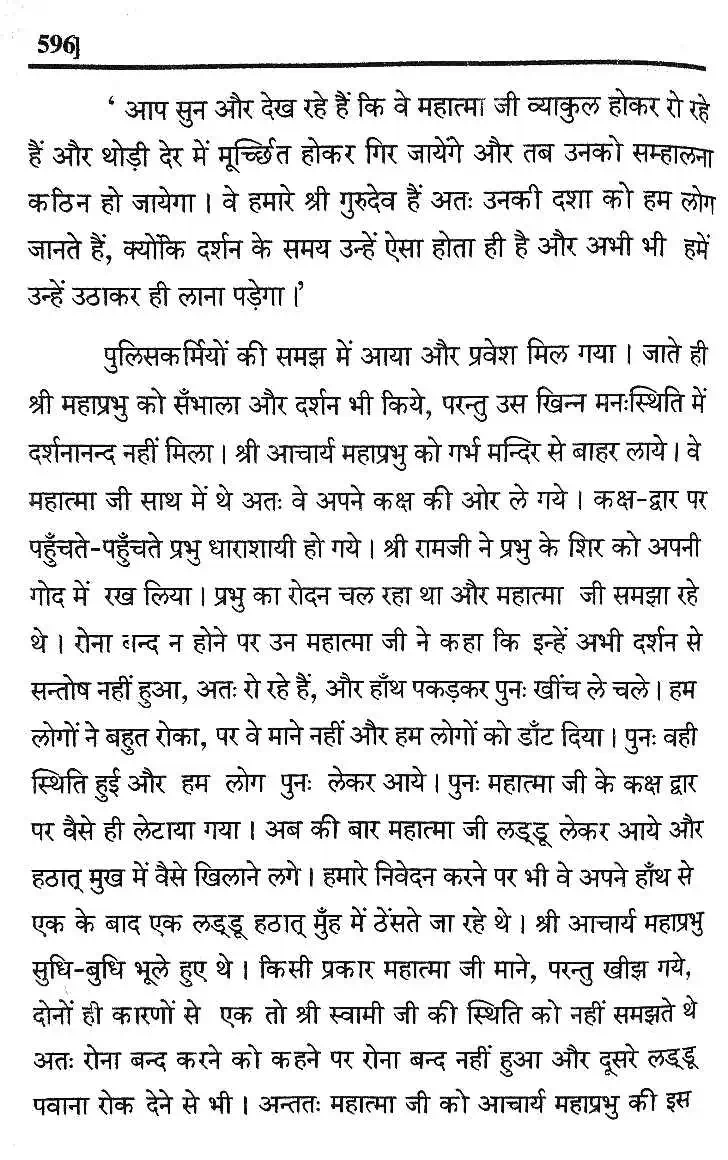 596]
‘ आप सुन और देख रहे हैं कि वे महात्मा जी व्याकुल होकर रो रहे
हैं और थोड़ी देर में मूर्च्छित होकर गिर जायेंगे और तब उनको सम्हालना
कठिन हो जायेगा । वे हमारे श्री गुरुदेव हैं अतः उनकी दशा को हम लोग
जानते हैं, क्योंकि दर्शन के समय उन्हें ऐसा होता ही है और अभी भी हमें
उन्हें उठाकर ही लाना पड़ेगा ।’
पुलिसकर्मियों की समझ में आया और प्रवेश मिल गया । जाते ही
श्री महाप्रभु को सँभाला और दर्शन भी किये, परन्तु उस खिन्न मनःस्थिति में
दर्शनानन्द नहीं मिला । श्री आचार्य महाप्रभु को गर्भ मन्दिर से बाहर लाये । वे
महात्मा जी साथ में थे अतः वे अपने कक्ष की ओर ले गये । कक्ष-द्वार पर
पहुँचते-पहुँचते प्रभु धाराशायी हो गये । श्री रामजी ने प्रभु के शिर को अपनी
गोद में रख लिया । प्रभु का रोदन चल रहा था और महात्मा जी समझा रहे
थे । रोना बन्द न होने पर उन महात्मा जी ने कहा कि इन्हें अभी दर्शन से
सन्तोष नहीं हुआ, अतः रो रहे हैं, और हाँथ पकड़कर पुनः खींच ले चले । हम
लोगों ने बहुत रोका, पर वे माने नहीं और हम लोगों को डाँट दिया । पुनः वही
स्थिति हुई और हम लोग पुनः लेकर आये । पुनः महात्मा जी के कक्ष द्वार
पर वैसे ही लेटाया गया । अब की बार महात्मा जी लड्डू लेकर आये और
हठात् मुख में वैसे खिलाने लगे । हमारे निवेदन करने पर भी वे अपने हाँथ से
एक के बाद एक लड्डू हठात् मुँह में ठेंसते जा रहे थे । श्री आचार्य महाप्रभु
सुधि-बुधि भूले हुए थे । किसी प्रकार महात्मा जी माने, परन्तु खीझ गये,
दोनों ही कारणों से एक तो श्री स्वामी जी की स्थिति को नहीं समझते थे
अतः रोना बन्द करने को कहने पर रोना बन्द नहीं हुआ और दूसरे लड्डू
पवाना रोक देने से भी । अन्ततः महात्मा जी को आचार्य महाप्रभु की इस